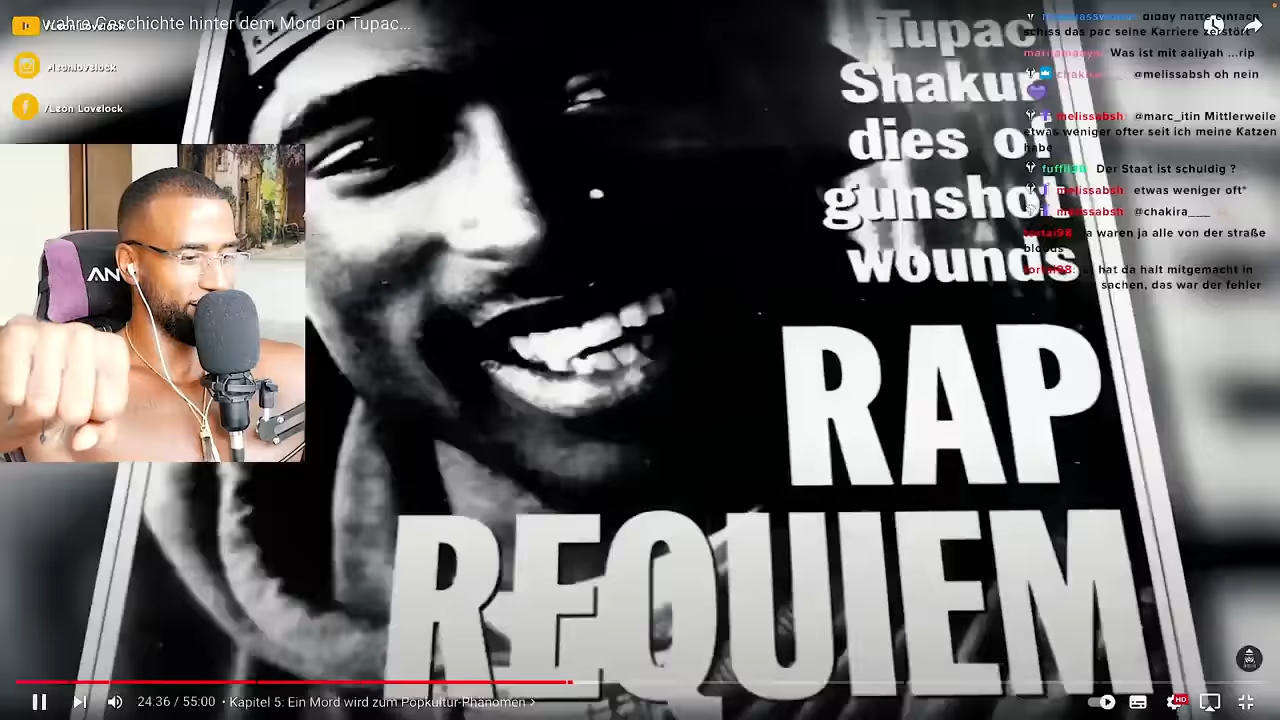 wahre Geschichte hinter dem Mord an Tupac...
/Leon Lovelock
#leonlovelock
/Leon Lovelock
Tupac
Shakur
dies of
gunshot
wounds
RAP
REQUIEM
AN
schiss das pac seine Karriere zerstört
Was ist mit aaliyah ...rip
@melissabsh oh nein
melissabsh: @marc_itin Mittlerweile
etwas weniger ofter seit ich meine Katzen
habe
Der Staat ist schuldig ?
melissabsh: etwas weniger oft*
melissabsh: @chakira___
waren ja alle von der straße
bloods
hat da halt mitgemacht in
sachen, das war der fehler
24:36 / 55:00 • Kapitel 5: Ein Mord wird zum Popkultur-Phänomen >
HD